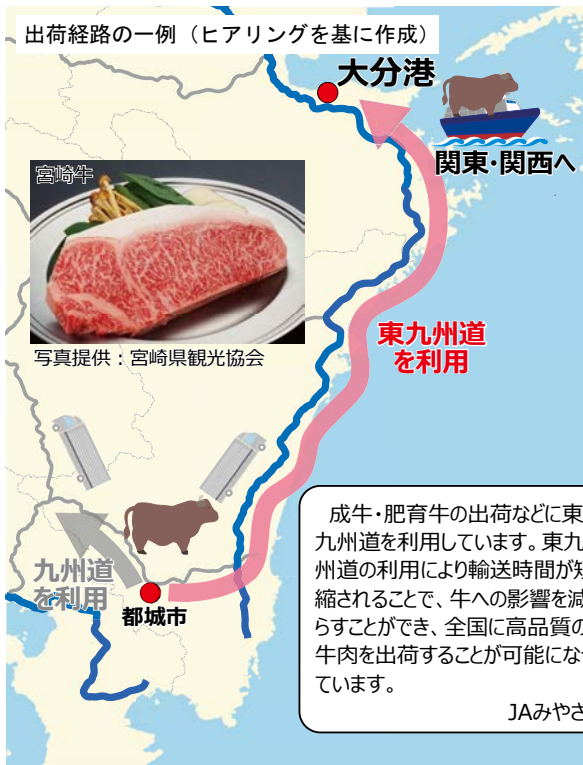 出荷経路の一例（ヒアリングを基に作成）
大分港
関東・関西へ
宮崎牛
写真提供：宮崎県観光協会
東九州道
を利用
九州道
を利用
都城市
成牛・肥育牛の出荷などに東
九州道を利用しています。東九
州道の利用により輸送時間が短
縮されることで、牛への影響を減
らすことができ、全国に高品質の
牛肉を出荷することが可能になっ
ています。
JAみやざ